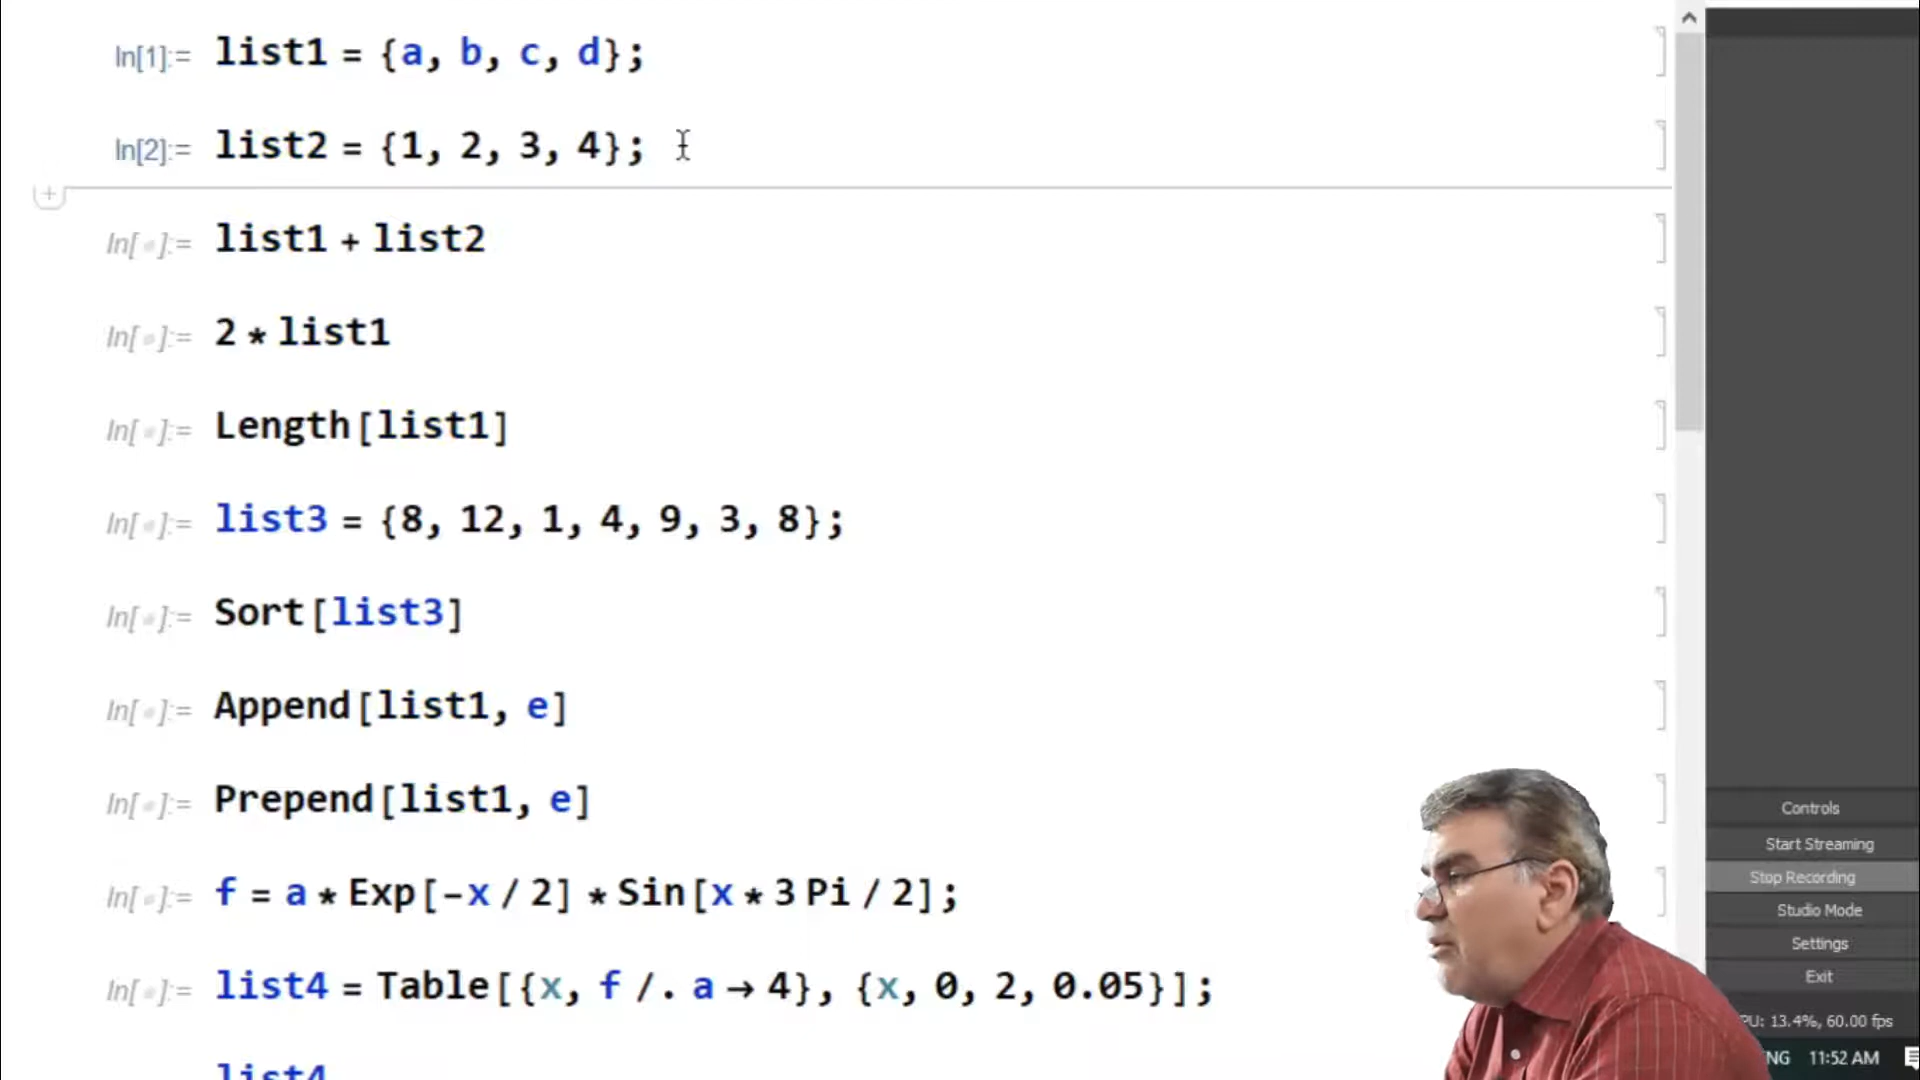 In[1]:= list1 = {a, b, c, d};
In[2]:= list2 = {1, 2, 3, 4};
In[ ]:= list1 + list2
In[ ]:= 2 * list1
In[ ]:= Length[list1]
In[ ]:= list3 = {8, 12, 1, 4, 9, 3, 8};
In[ ]:= Sort[list3]
In[ ]:= Append[list1, e]
In[ ]:= Prepend[list1, e]
In[ ]:= f = a * Exp[-x / 2] * Sin[x * 3 Pi / 2];
In[ ]:= list4 = Table[{x, f /. a → 4}, {x, 0, 2, 0.05}];
list4
Controls
Start Streaming
Stop Recording
Studio Mode
Settings
Exit
PU: 13.4%, 60.00 fps
NG 11:52 AM